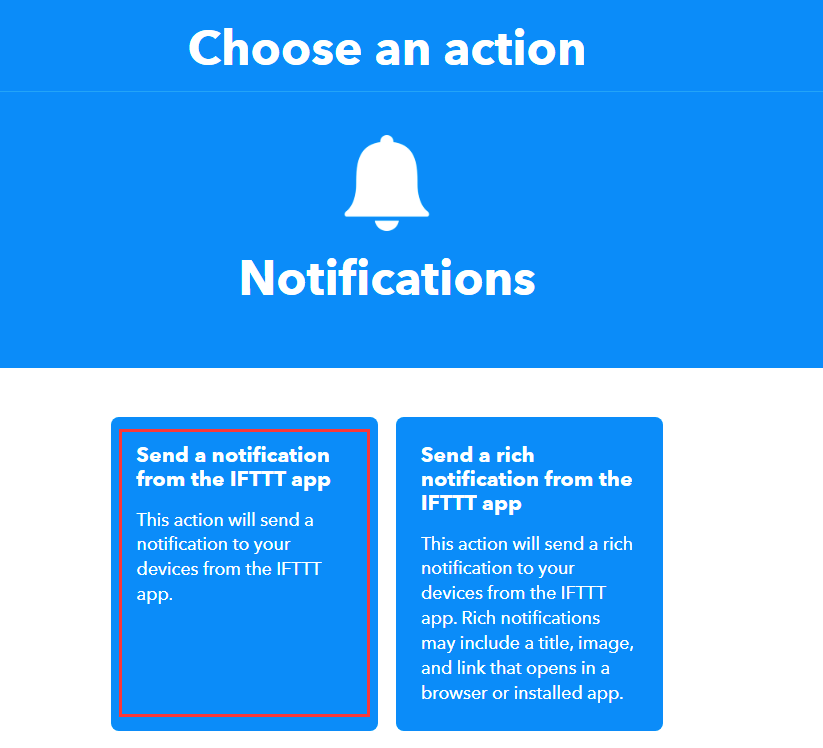 Choose an action
Notifications
Send a notification
from the IFTTT app
This action will send a
notification to your
devices from the IFTTT
app.
Send a rich
notification from the
IFTTT app
This action will send a rich
notification to your
devices from the IFTTT
app. Rich notifications
may include a title, image,
and link that opens in a
browser or installed app.